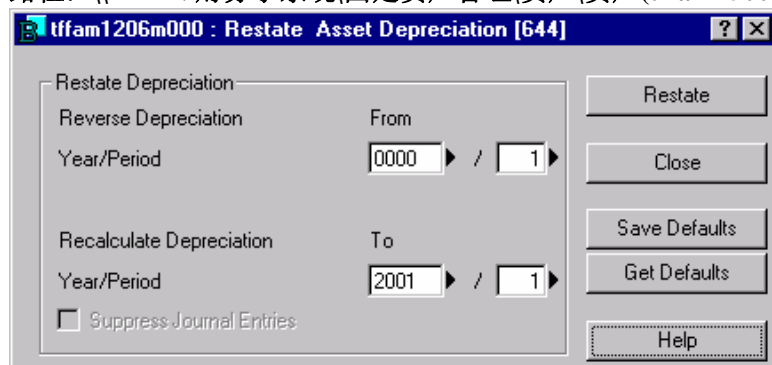 tffam1206m000 : Restate Asset Depreciation [644]
Restate Depreciation
Reverse Depreciation From
Year/Period 0000 / 1
Recalculate Depreciation To
Year/Period 2001 / 1
Suppress Journal Entries
Restate
Close
Save Defaults
Get Defaults
Help